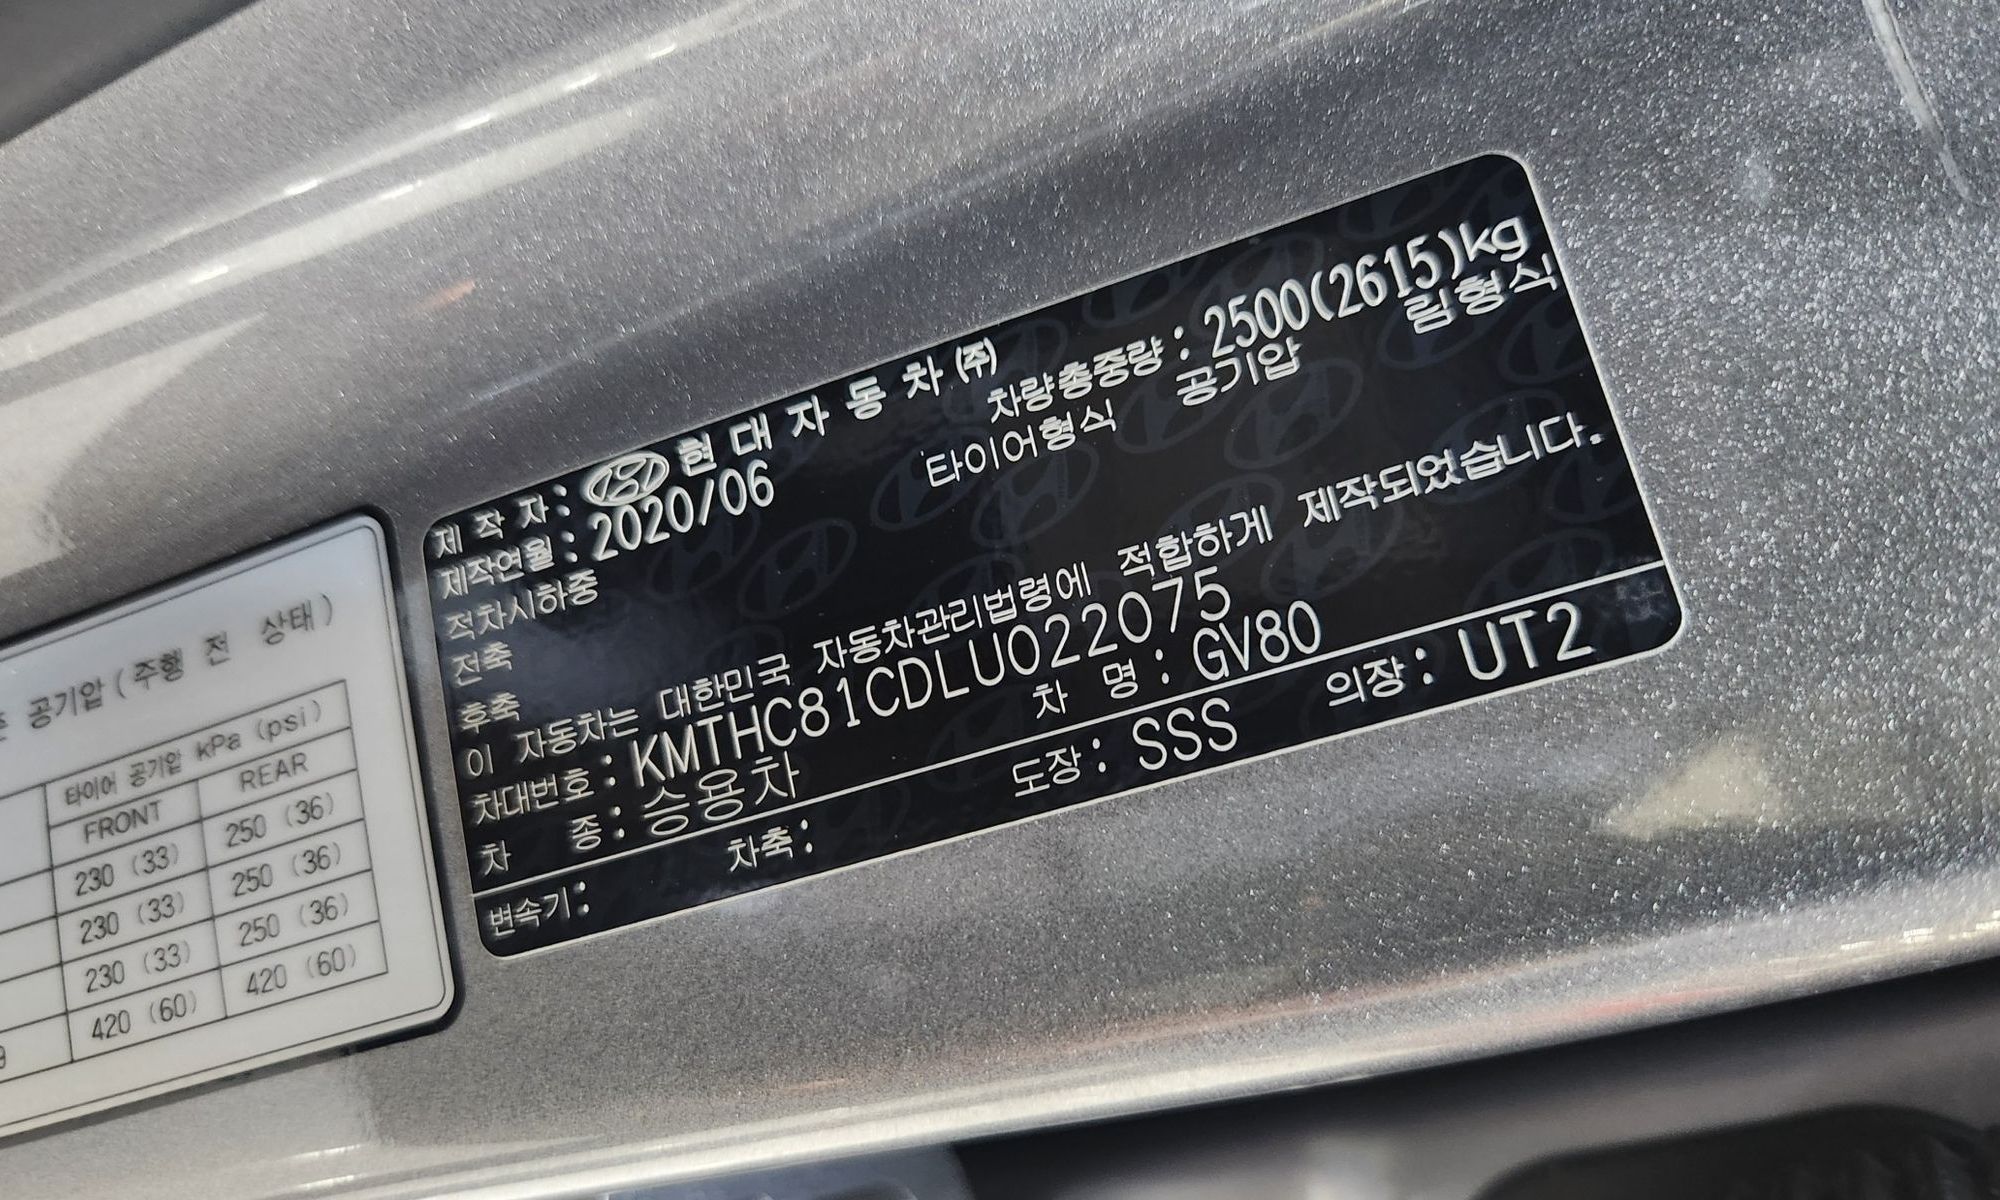 제 작 자 : 현 대 자 동 차 (주)
제작연월 : 2020/06 차량총중량 : 2500(2615)kg
적차시하중 타이어형식 공기압 림형식
전축
후축
이 자동차는 대한민국 자동차관리법령에 적합하게 제작되었습니다.
차대번호 : KMTHC81CDLU022075
차 종 : 승용차 차 명 : GV80
변속기 : 차축 : 도장 : SSS 의장 : UT2
공기압 (주행 전 상태)
타이어 공기압 kPa (psi)
FRONT REAR
230 (33) 250 (36)
230 (33) 250 (36)
230 (33) 250 (36)
420 (60) 420 (60)